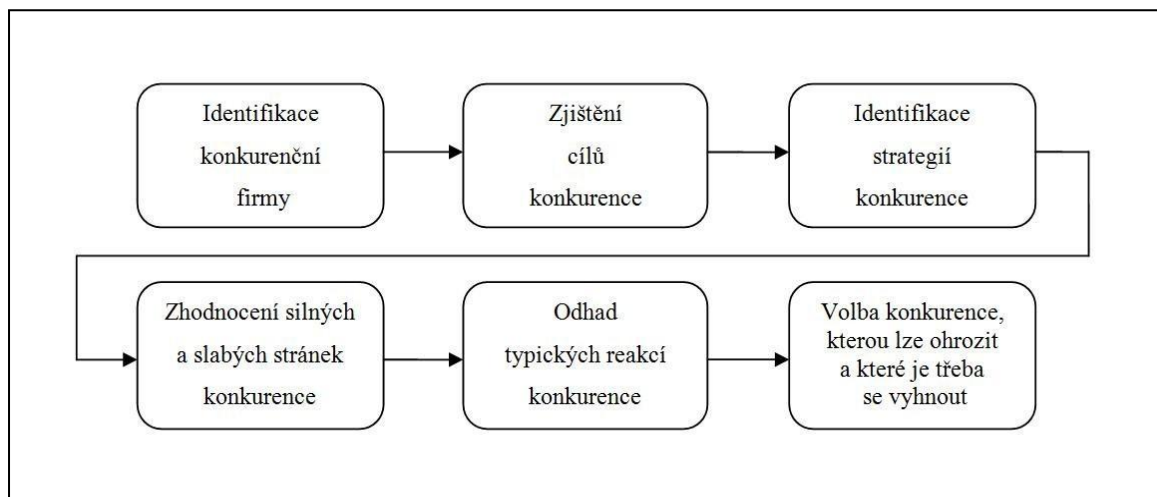 Identifikace
konkurenční
firmy
Zjištění
cílů
konkurence
Identifikace
strategií
konkurence
Zhodnocení silných
a slabých stránek
konkurence
Odhad
typických reakcí
konkurence
Volba konkurence,
kterou lze ohrozit
a které je třeba
se vyhnout